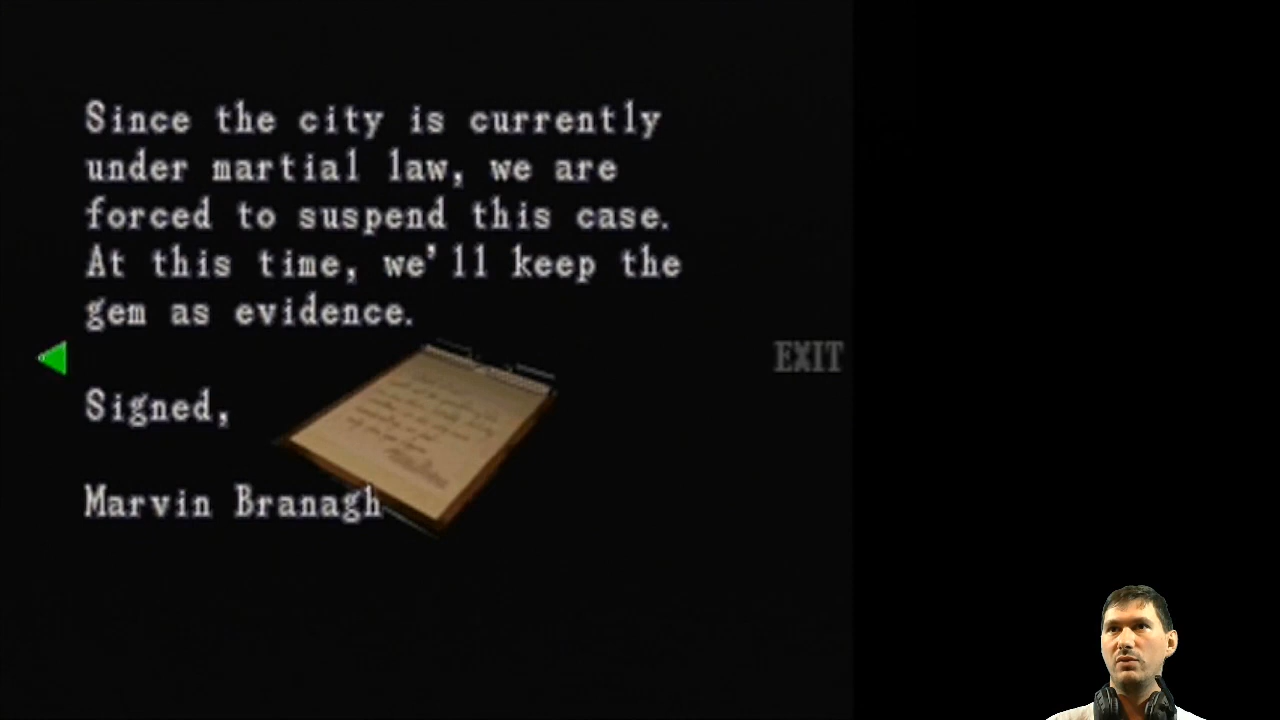 Since the city is currently
under martial law, we are
forced to suspend this case.
At this time, we'll keep the
gem as evidence.
EXIT
Signed,
Marvin Branagh